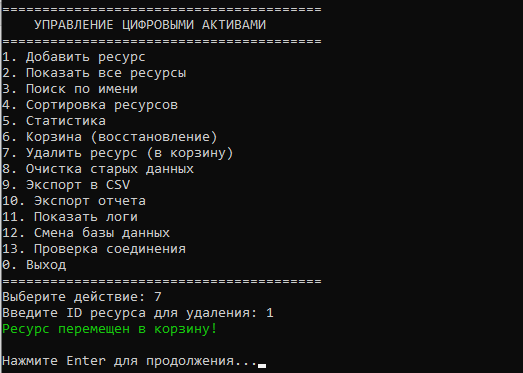 ========================================
УПРАВЛЕНИЕ ЦИФРОВЫМИ АКТИВАМИ
========================================
1. Добавить ресурс
2. Показать все ресурсы
3. Поиск по имени
4. Сортировка ресурсов
5. Статистика
6. Корзина (восстановление)
7. Удалить ресурс (в корзину)
8. Очистка старых данных
9. Экспорт в CSV
10. Экспорт отчета
11. Показать логи
12. Смена базы данных
13. Проверка соединения
0. Выход
========================================
Выберите действие: 7
Введите ID ресурса для удаления: 1
Ресурс перемещен в корзину!
Нажмите Enter для продолжения...